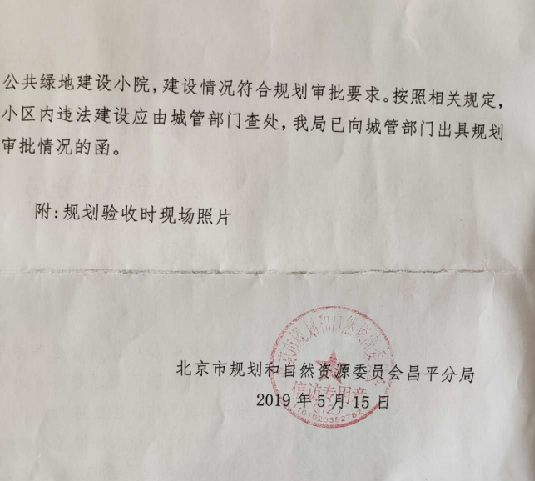 公共绿地建设小院,建设情况符合规划审批要求。按照相关规定,
小区内违法建设应由城管部门查处,我局已向城管部门出具规划
审批情况的函。
附:规划验收时现场照片
北京市规划和自然资源委员会昌平分局
2019年5月15日
信访专用章